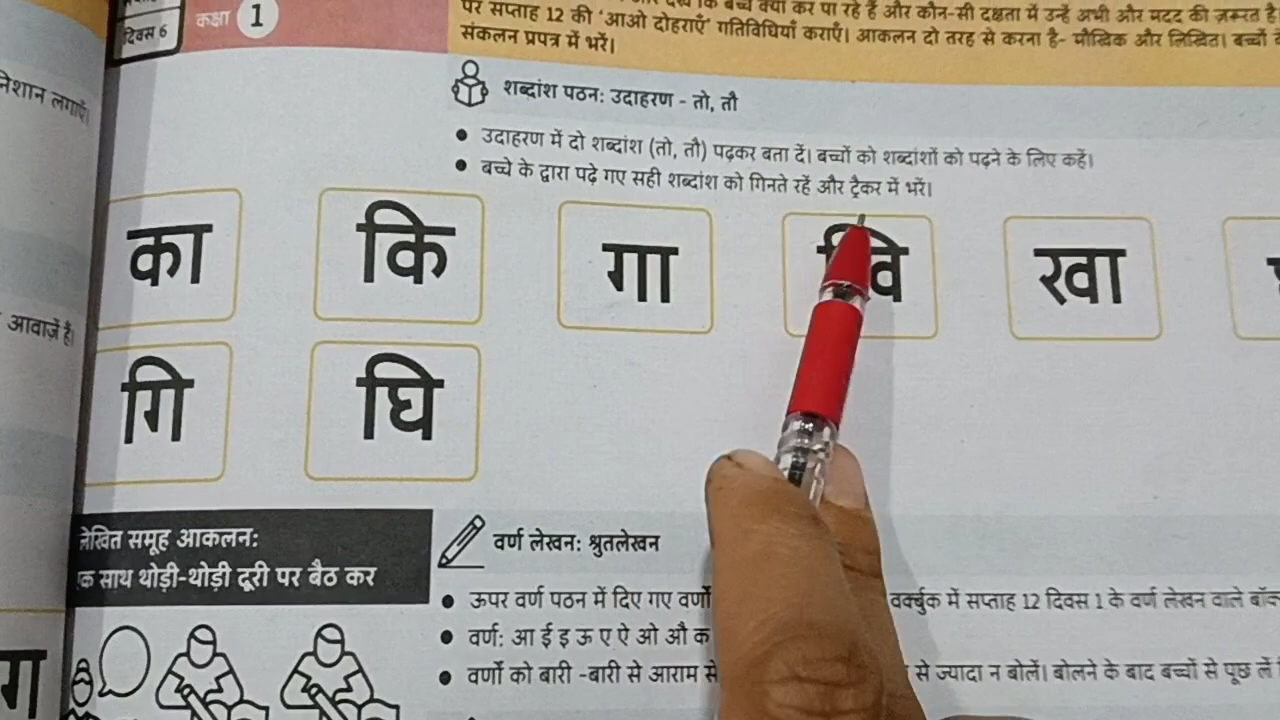 दिवस 6
कक्षा 1
पर सप्ताह 12 की 'आओ दोहराएँ' गतिविधियाँ कराएँ। आकलन दो तरह से करना है- मौखिक और लिखित। बच्चों
संकलन प्रपत्र में भरें।
निशान लगाएँ।
शब्दांश पठन: उदाहरण - तो, तौ
उदाहरण में दो शब्दांश (तो, तौ) पढ़कर बता दें। बच्चों को शब्दांशों को पढ़ने के लिए कहें।
बच्चे के द्वारा पढ़े गए सही शब्दांश को गिनते रहें और ट्रैकर में भरें।
का कि गा खा
आवाज़ें हैं।
गि घि
लेखित समूह आकलन:
एक साथ थोड़ी-थोड़ी दूरी पर बैठ कर
वर्ण लेखन: श्रुतलेखन
ऊपर वर्ण पठन में दिए गए वर्णों वर्कबुक में सप्ताह 12 दिवस 1 के वर्ण लेखन वाले
वर्ण: आ ई इ ऊ ए ऐ ओ औ क
वर्णों को बारी -बारी से आराम से से ज्यादा न बोलें। बोलने के बाद बच्चों से पूछ लें
ग